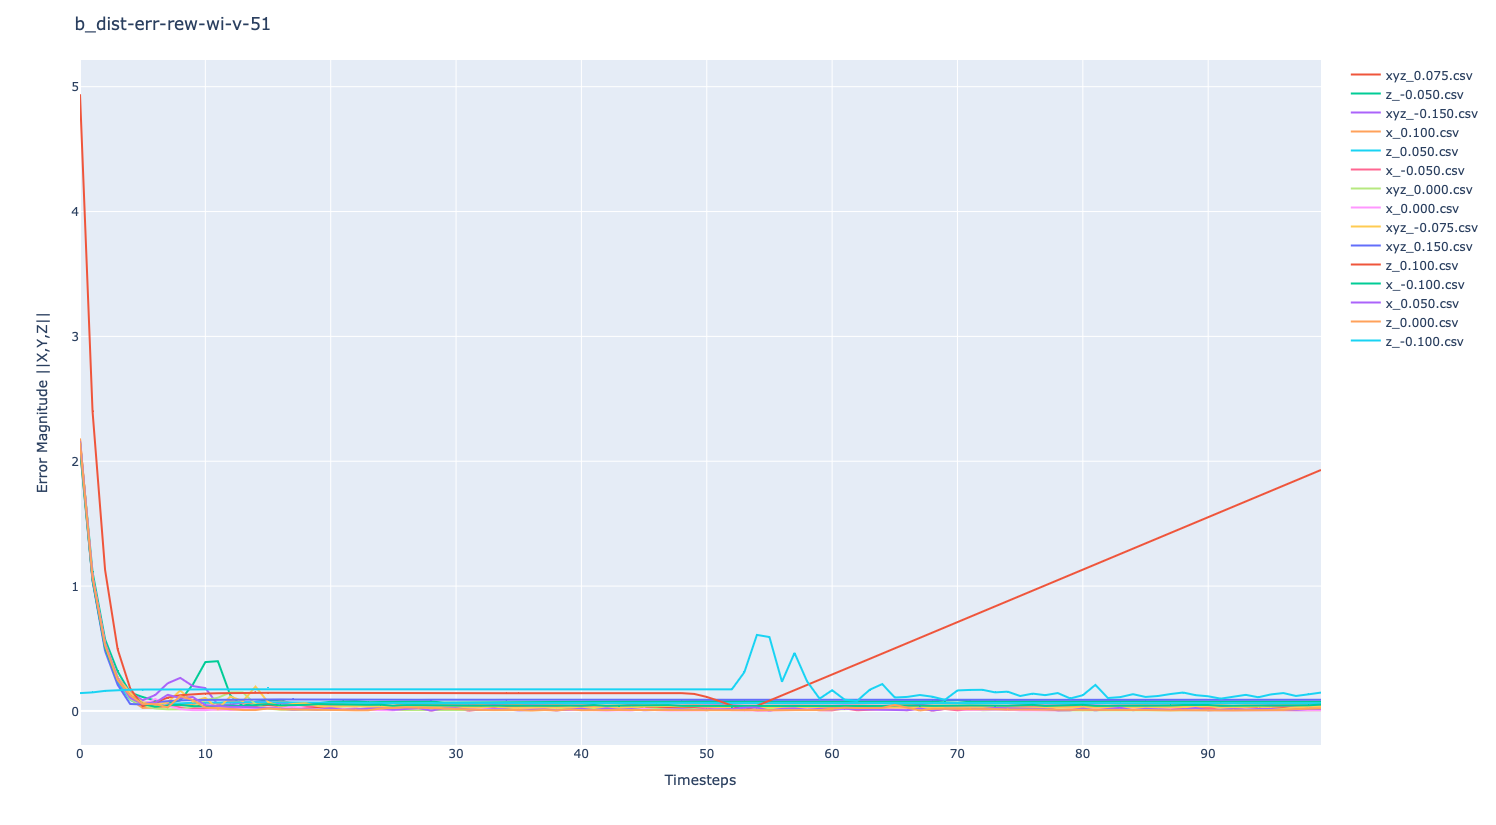 b_dist-err-rew-wi-v-51
5
4
3
2
1
0
Error Magnitude ||X,Y,Z||
0 10 20 30 40 50 60 70 80 90
Timesteps
xyz_0.075.csv
z_-0.050.csv
xyz_-0.150.csv
x_0.100.csv
z_0.050.csv
x_-0.050.csv
xyz_0.000.csv
x_0.000.csv
xyz_-0.075.csv
xyz_0.150.csv
z_0.100.csv
x_-0.100.csv
x_0.050.csv
z_0.000.csv
z_-0.100.csv